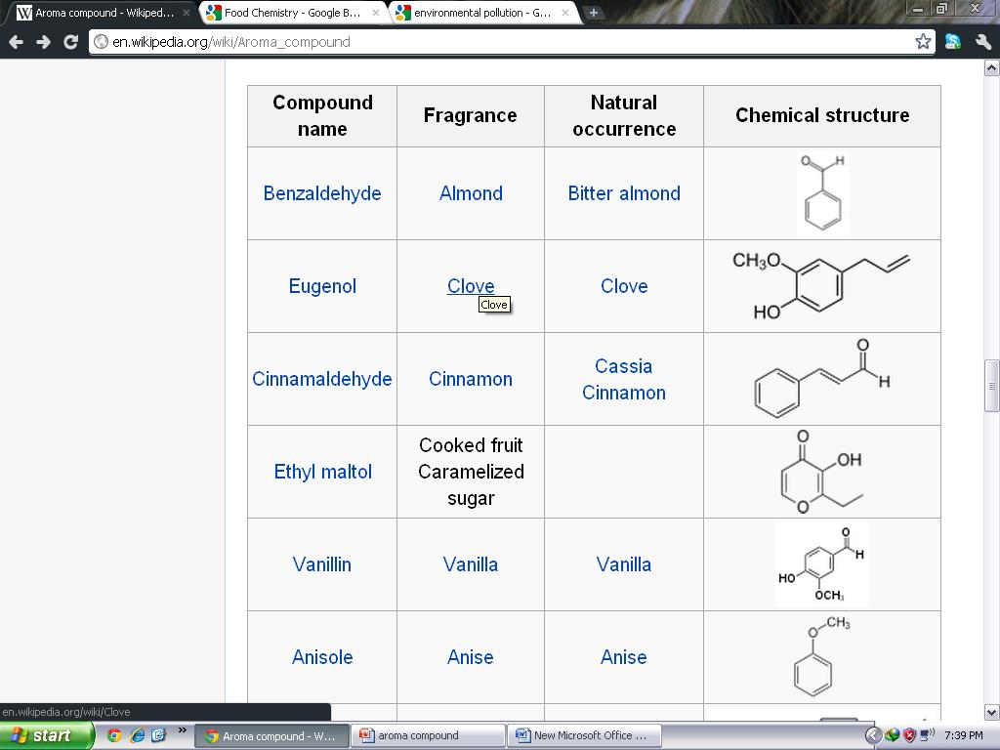 Aroma compound - Wikiped...
Food Chemistry - Google B...
environmental pollution - G...
en.wikipedia.org/wiki/Aroma_compound
Compound name
Fragrance
Natural occurrence
Chemical structure
Benzaldehyde
Almond
Bitter almond
O H
Eugenol
Clove
Clove
Clove
CH3O
HO
Cinnamaldehyde
Cinnamon
Cassia
Cinnamon
O
H
Ethyl maltol
Cooked fruit
Caramelized
sugar
O
OH
O
Vanillin
Vanilla
Vanilla
O
H
HO
OCH3
Anisole
Anise
Anise
CH3
O
en.wikipedia.org/wiki/Clove
start
Aroma compound - W...
aroma compound
New Microsoft Office ...
7:39 PM